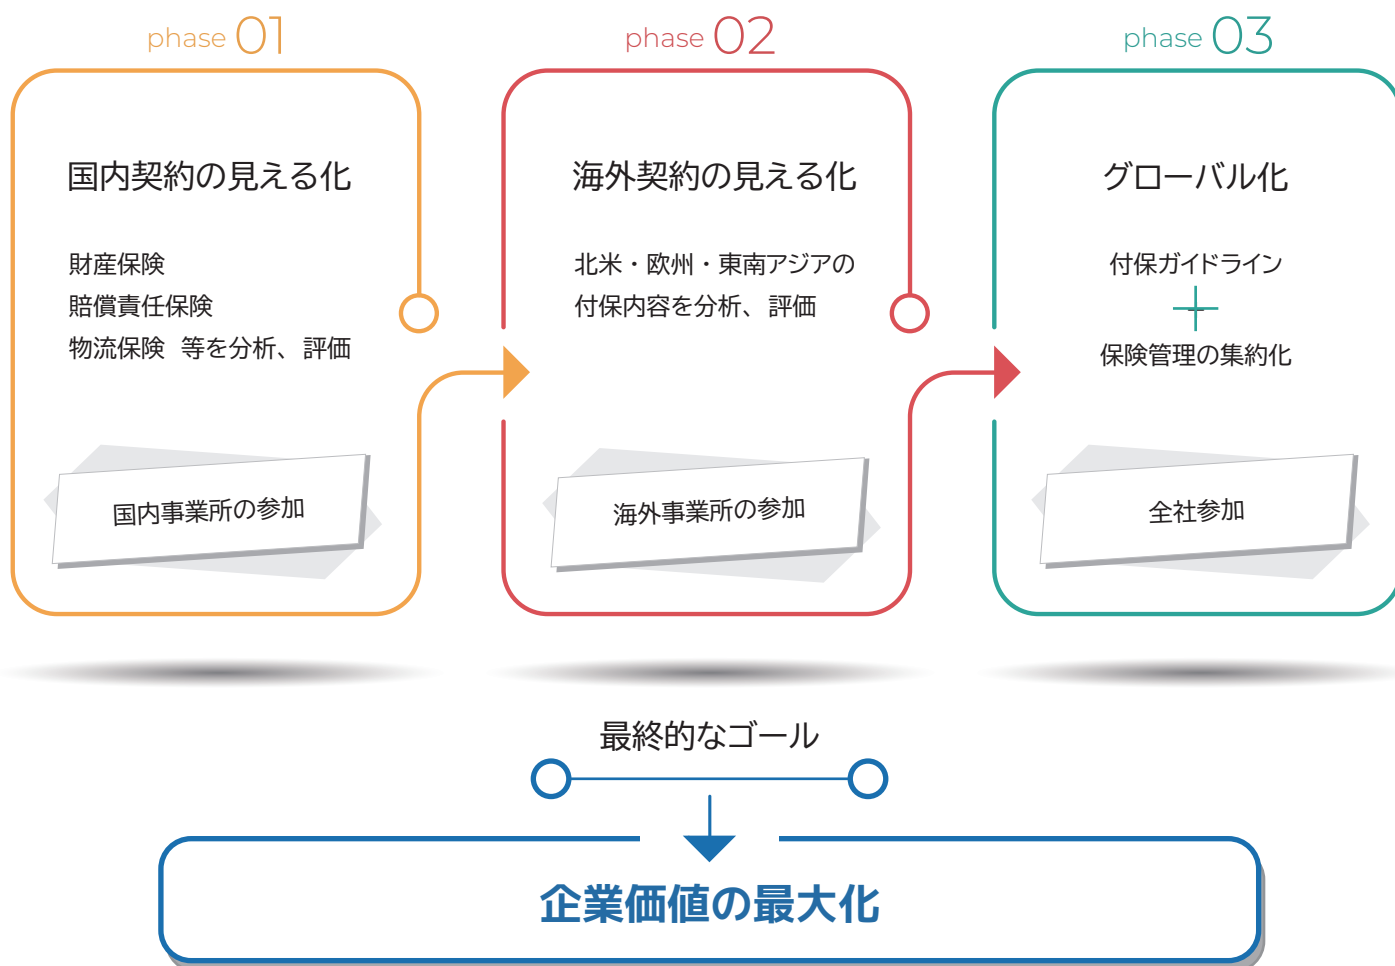 phase 01
国内契約の見える化
財産保険
賠償責任保険
物流保険 等を分析、評価
国内事業所の参加
phase 02
海外契約の見える化
北米・欧州・東南アジアの
付保内容を分析、評価
海外事業所の参加
phase 03
グローバル化
付保ガイドライン
保険管理の集約化
全社参加
最終的なゴール
企業価値の最大化